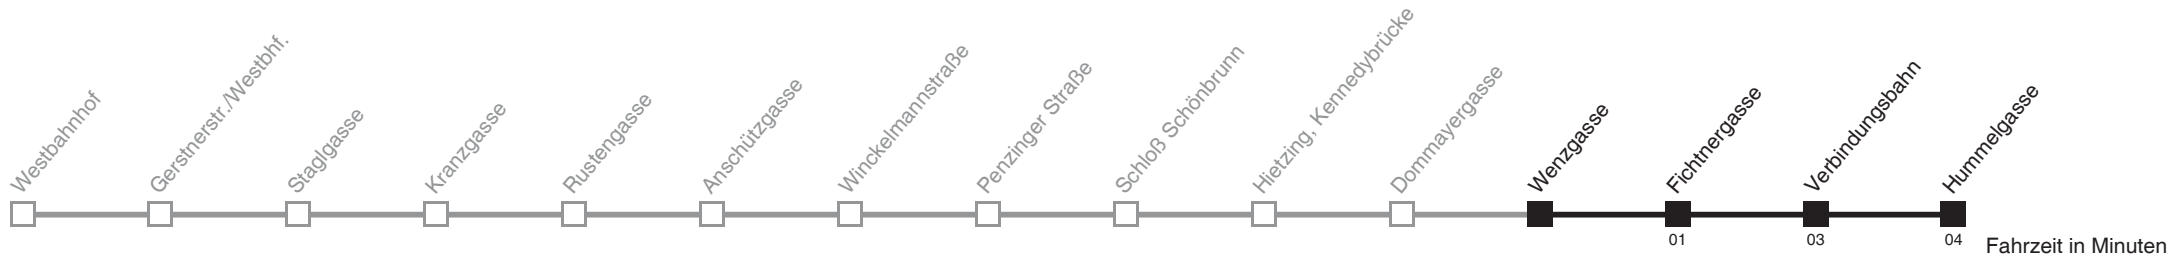 Westbahnhof
Gerstnerstr./Westbhf.
Staglgasse
Kranzgasse
Rustengasse
Anschützgasse
Winckelmannstraße
Penzinger Straße
Schloß Schönbrunn
Hietzing, Kennedybrücke
Dommayergasse
Wenzgasse
Fichtnergasse
Verbindungsbahn
Hummelgasse
01
03
04
Fahrzeit in Minuten